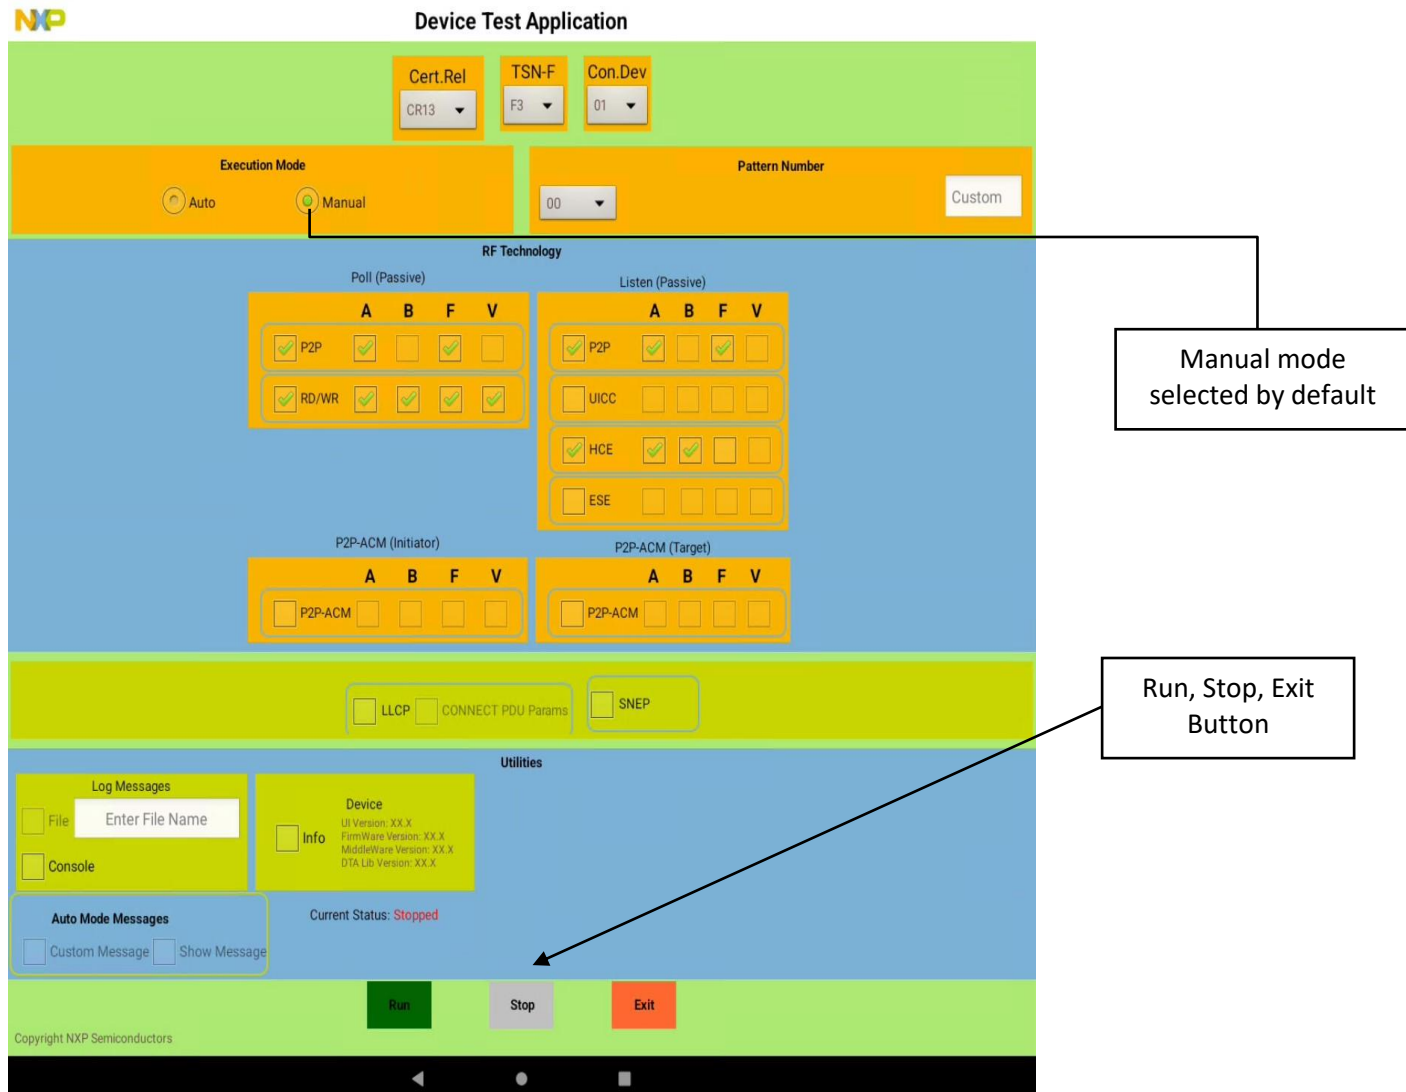 NXP
Device Test Application
Cert.Rel
TSN-F
Con.Dev
CR13
F3
01
Execution Mode
Auto
Manual
Pattern Number
00
Custom
RF Technology
Poll (Passive)
A B F V
P2P
RD/WR
Listen (Passive)
A B F V
P2P
UICC
HCE
ESE
P2P-ACM (Initiator)
A B F V
P2P-ACM
P2P-ACM (Target)
A B F V
P2P-ACM
LLCP
CONNECT PDU Params
SNEP
Utilities
Log Messages
File
Enter File Name
Console
Device
Info
UI Version: XX.X
FirmWare Version: XX.X
MiddleWare Version: XX.X
DTA Lib Version: XX.X
Auto Mode Messages
Custom Message
Show Message
Current Status: Stopped
Run
Stop
Exit
Copyright NXP Semiconductors
Manual mode
selected by default
Run, Stop, Exit
Button